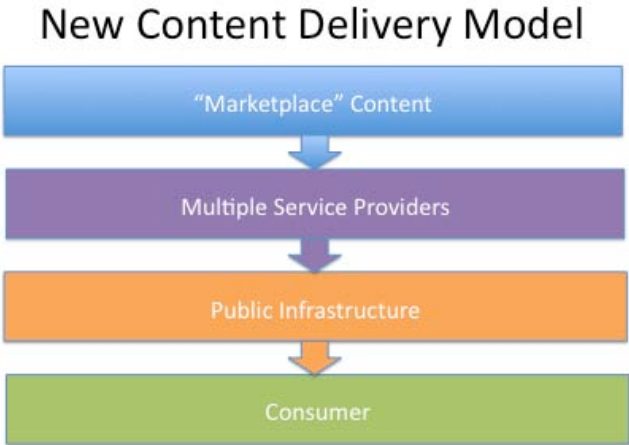 New Content Delivery Model
“Marketplace” Content
Multiple Service Providers
Public Infrastructure
Consumer